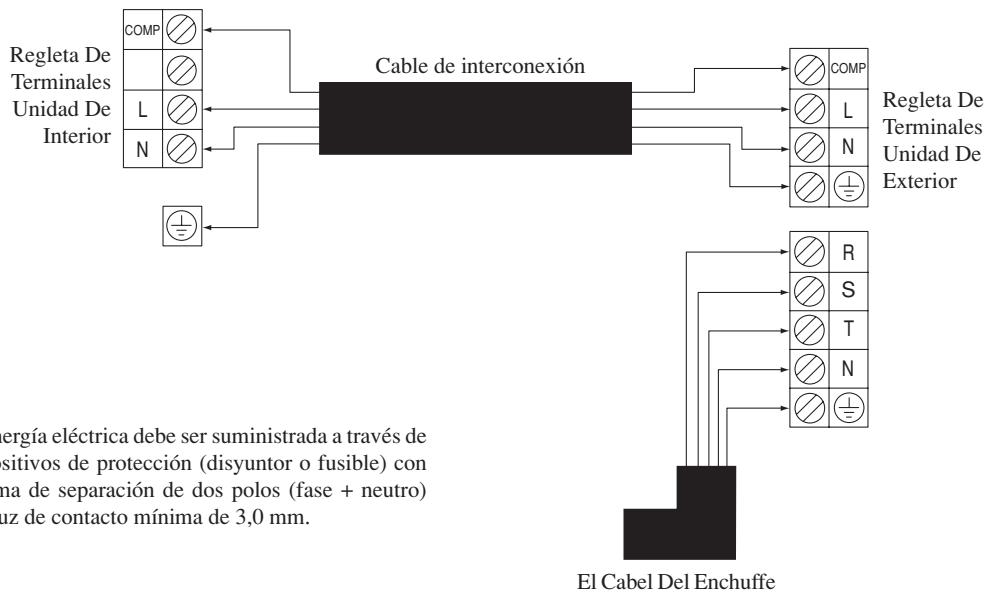 COMP
L
N
Regleta De
Terminales
Unidad De
Interior
Cable de interconexión
COMP
L
N
Regleta De
Terminales
Unidad De
Exterior
R
S
T
N
nergía eléctrica debe ser suministrada a través de
ositivos de protección (disyuntor o fusible) con
ma de separación de dos polos (fase + neutro)
uz de contacto mínima de 3,0 mm.
El Cabel Del Enchuffe